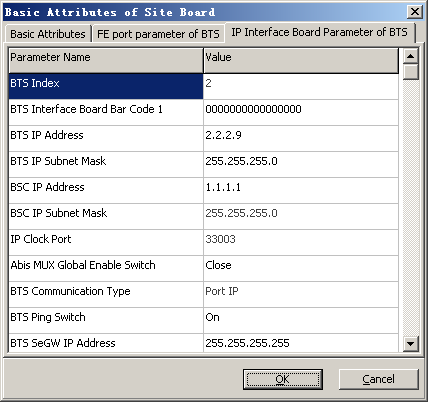 Basic Attributes of Site Board
Basic Attributes FE port parameter of BTS IP Interface Board Parameter of BTS
Parameter Name Value
BTS Index 2
BTS Interface Board Bar Code 1 0000000000000000
BTS IP Address 2.2.2.9
BTS IP Subnet Mask 255.255.255.0
BSC IP Address 1.1.1.1
BSC IP Subnet Mask 255.255.255.0
IP Clock Port 33003
Abis MUX Global Enable Switch Close
BTS Communication Type Port IP
BTS Ping Switch On
BTS SeGW IP Address 255.255.255.255
OK Cancel